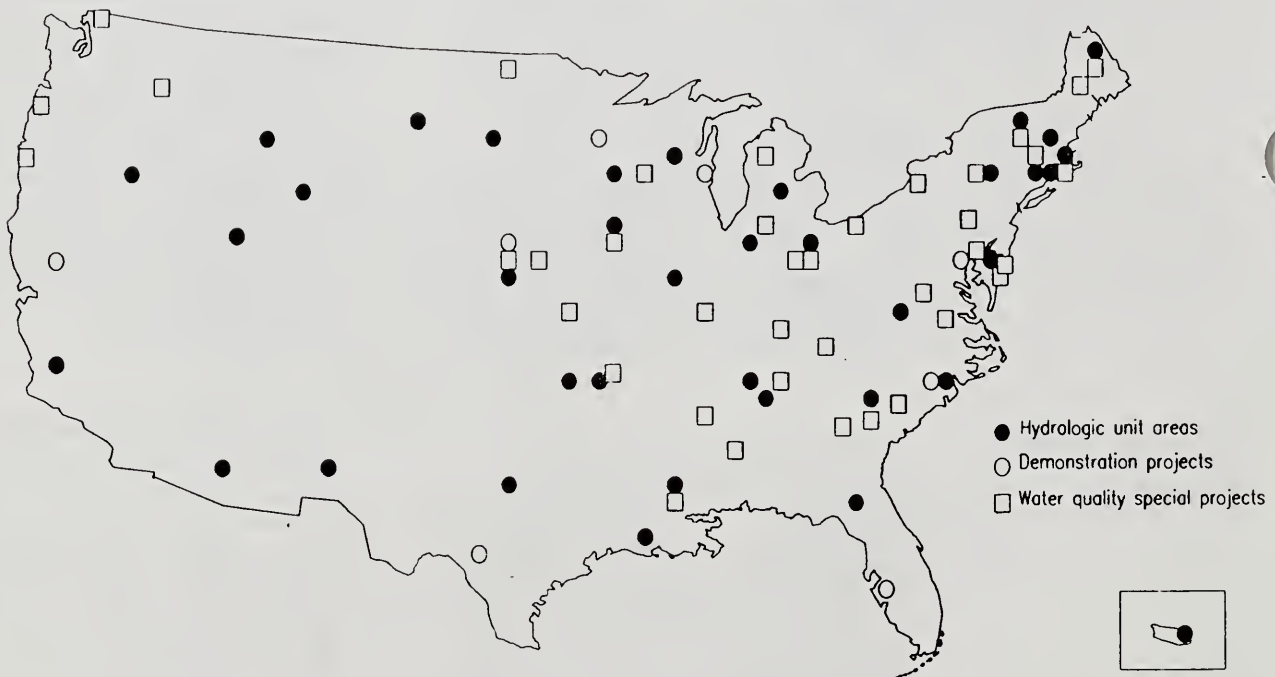 Hydrologic unit areas
Demonstration projects
Water quality special projects